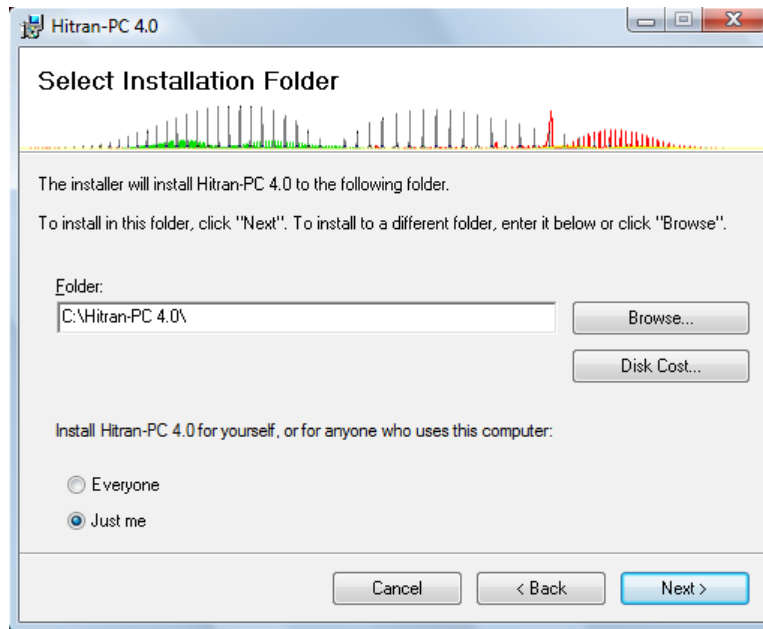 Hitran-PC 4.0
Select Installation Folder
The installer will install Hitran-PC 4.0 to the following folder.
To install in this folder, click "Next". To install to a different folder, enter it below or click "Browse".
Folder:
C:\Hitran-PC 4.0\
Browse...
Disk Cost...
Install Hitran-PC 4.0 for yourself, or for anyone who uses this computer:
Everyone
Just me
Cancel
< Back
Next >